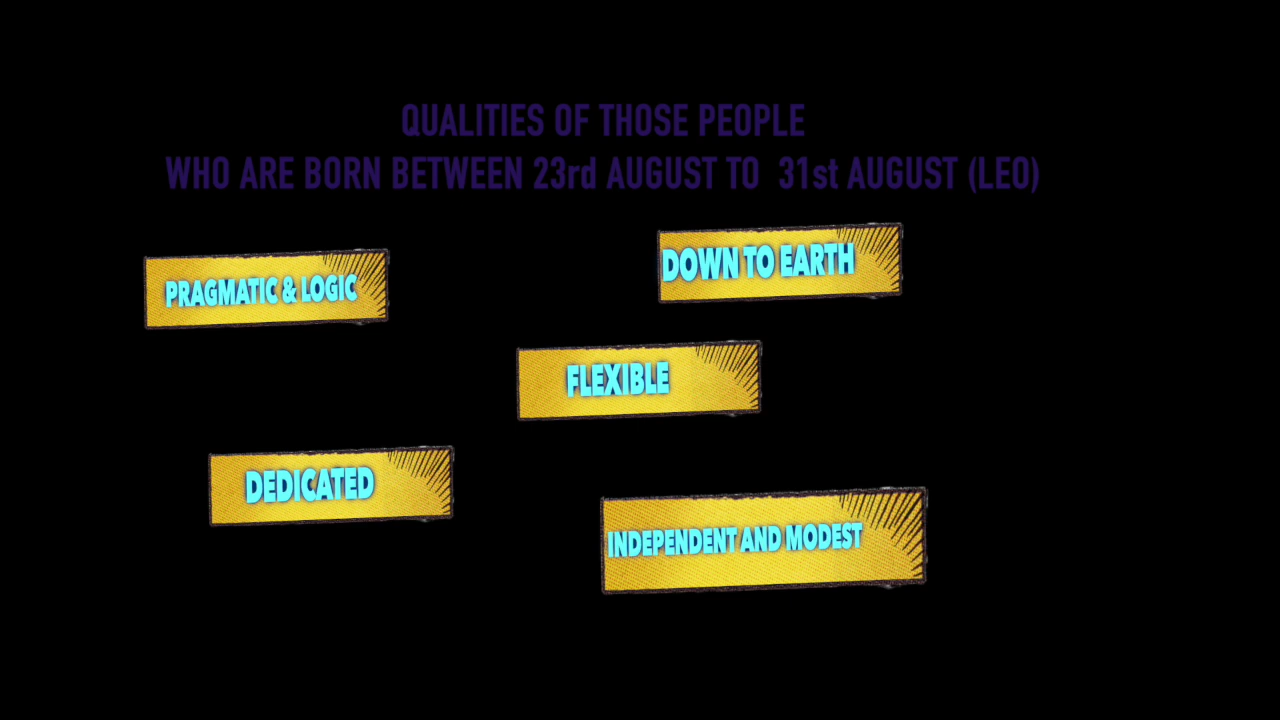 QUALITIES OF THOSE PEOPLE
WHO ARE BORN BETWEEN 23rd AUGUST TO 31st AUGUST (LEO)
PRAGMATIC & LOGIC
DOWN TO EARTH
FLEXIBLE
DEDICATED
INDEPENDENT AND MODEST